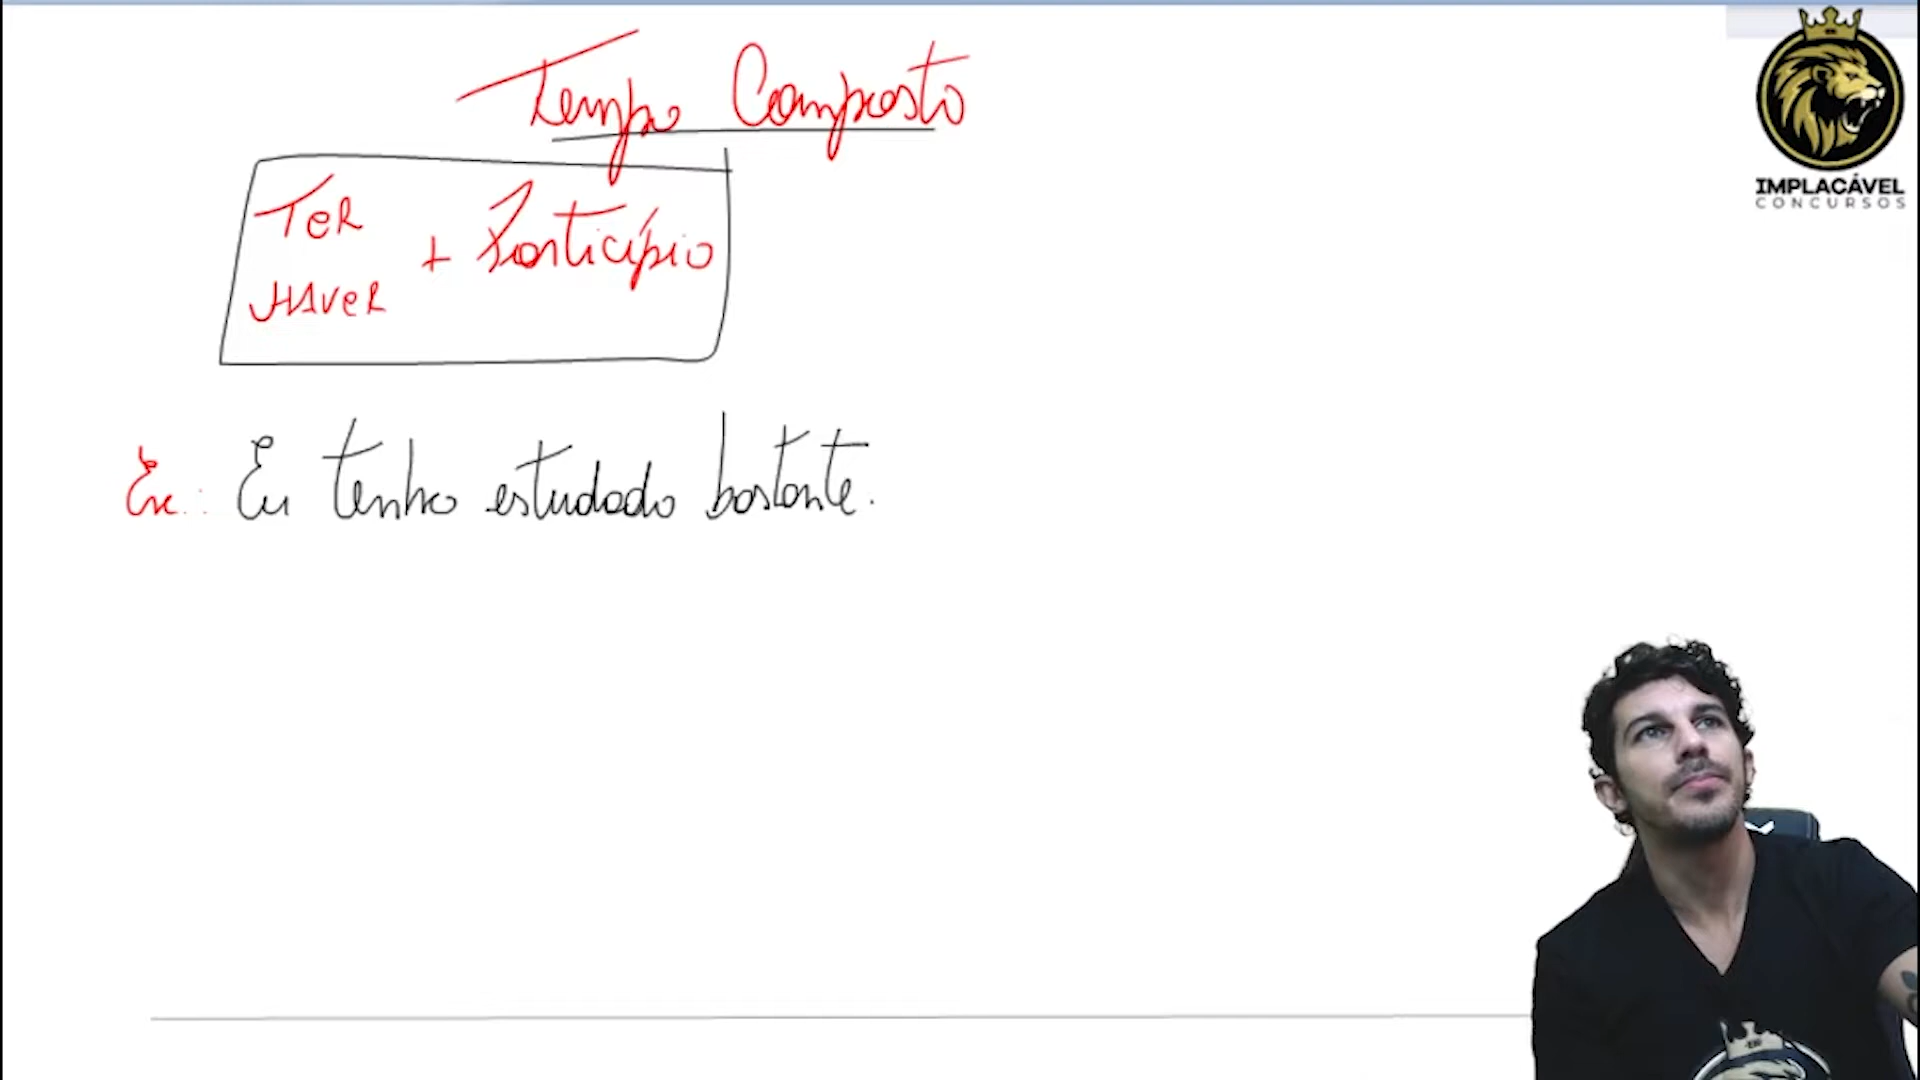 Tempo Composto
TER
+ Particípio
HAVER
Ex.: Eu tenho estudado bastante.
IMPLACÁVEL
CONCURSOS